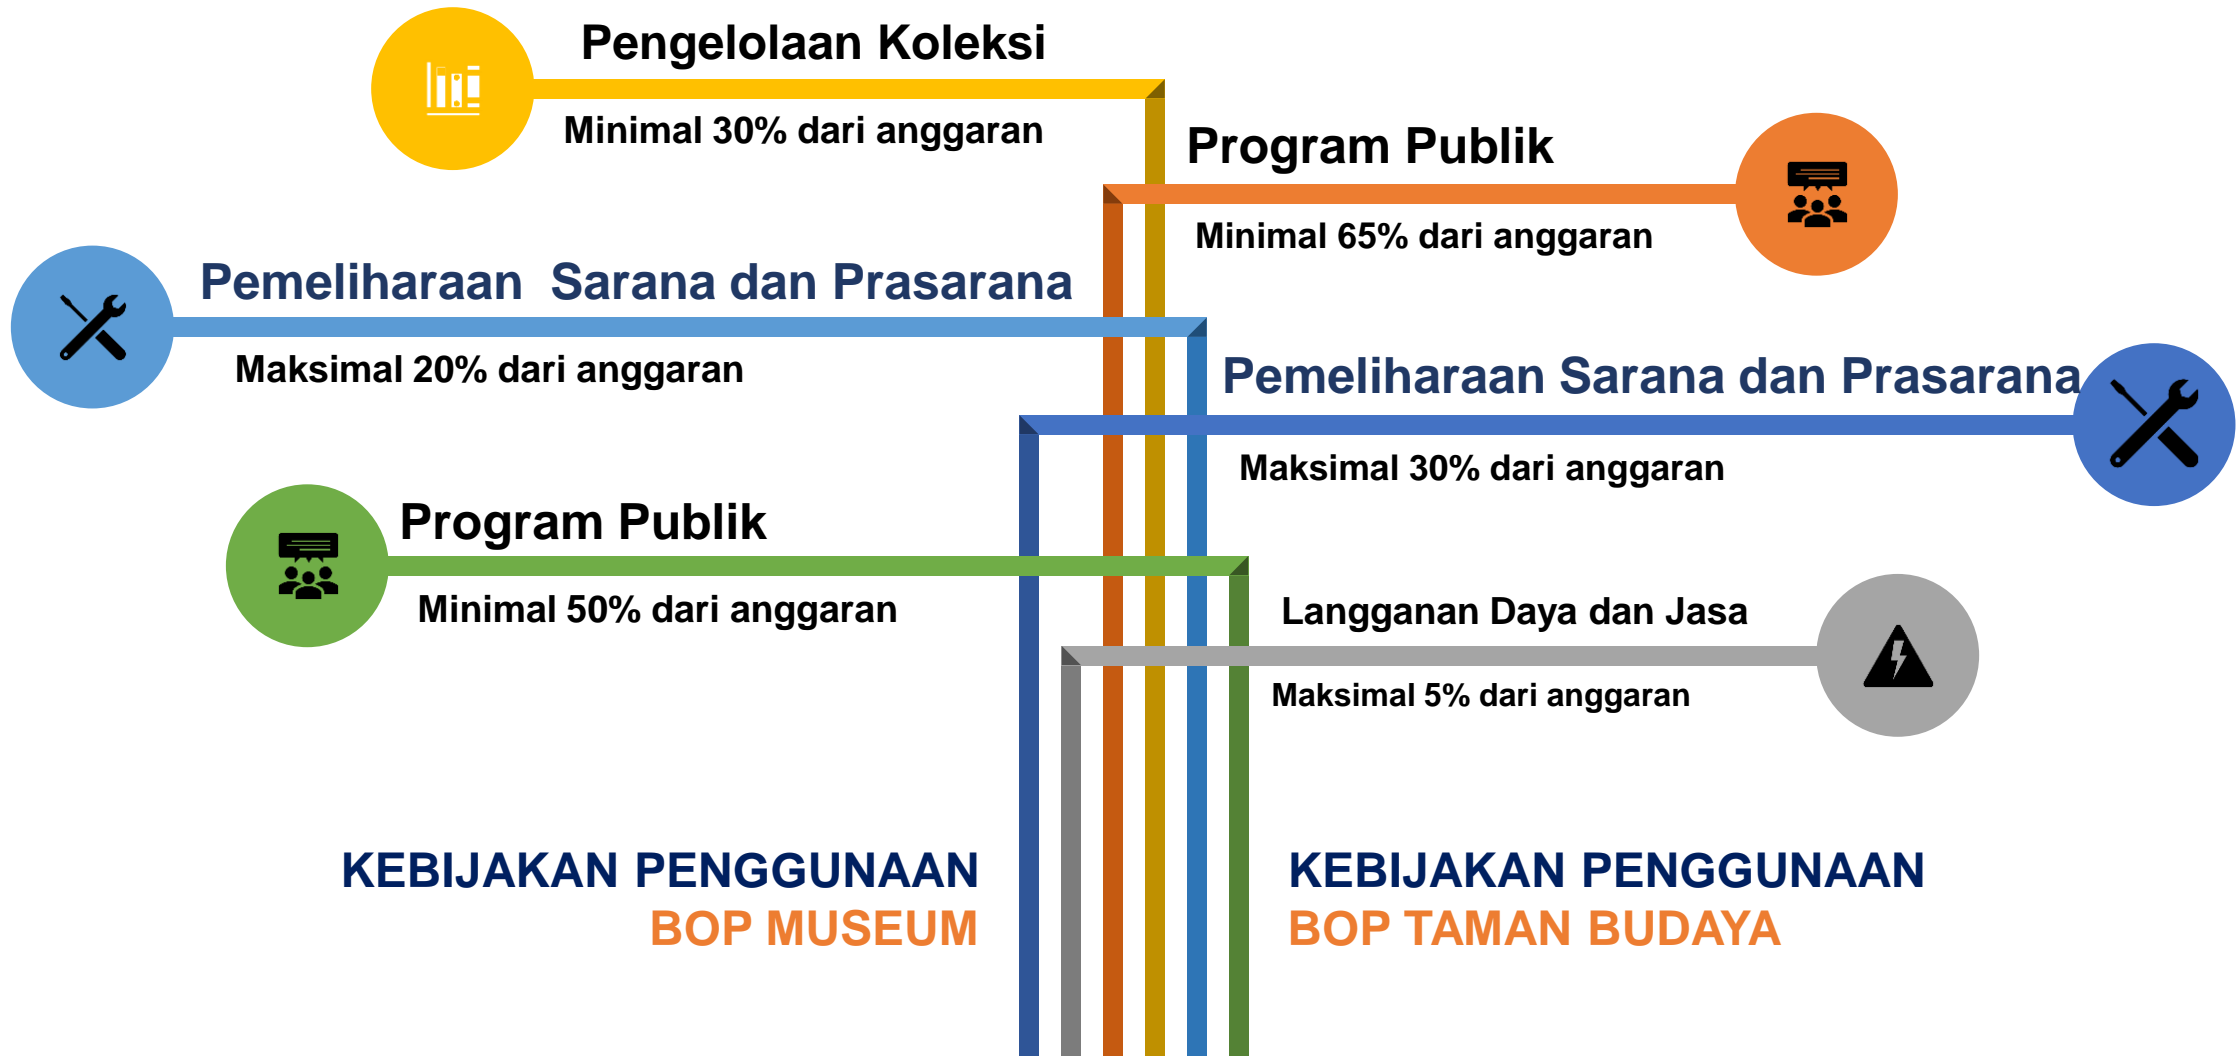 Pengelolaan Koleksi
Minimal 30% dari anggaran
Program Publik
Minimal 65% dari anggaran
Pemeliharaan  Sarana dan Prasarana
Maksimal 20% dari anggaran
Pemeliharaan Sarana dan Prasarana
Maksimal 30% dari anggaran
Program Publik
Minimal 50% dari anggaran
Langganan Daya dan Jasa
Maksimal 5% dari anggaran
KEBIJAKAN PENGGUNAAN
BOP MUSEUM
KEBIJAKAN PENGGUNAAN
BOP TAMAN BUDAYA